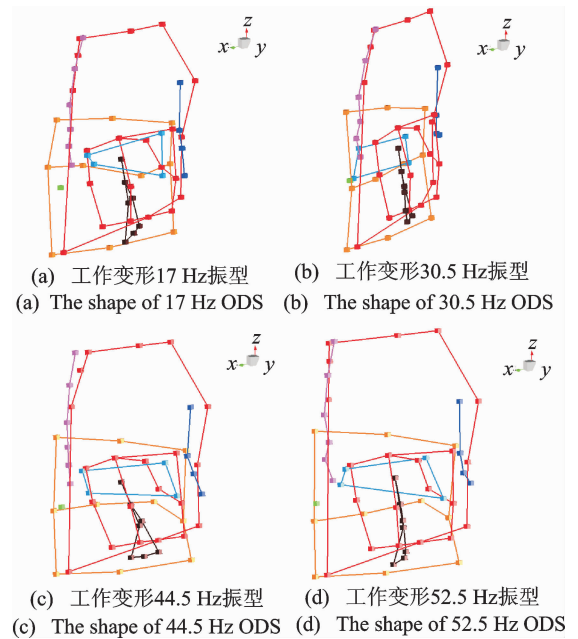 z
x y
z
x y
(a) 工作变形17 Hz振型
(a) The shape of 17 Hz ODS
(b) 工作变形30.5 Hz振型
(b) The shape of 30.5 Hz ODS
z
x y
z
x y
(c) 工作变形44.5 Hz振型
(c) The shape of 44.5 Hz ODS
(d) 工作变形52.5 Hz振型
(d) The shape of 52.5 Hz ODS